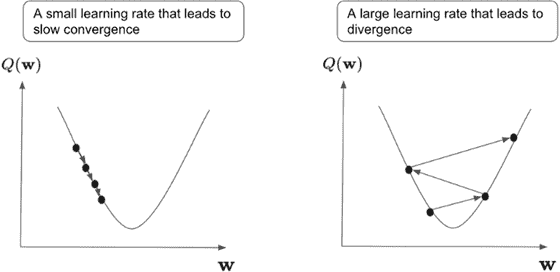 A small learning rate that leads to
slow convergence
Q(w)
w
A large learning rate that leads to
divergence
Q(w)
w